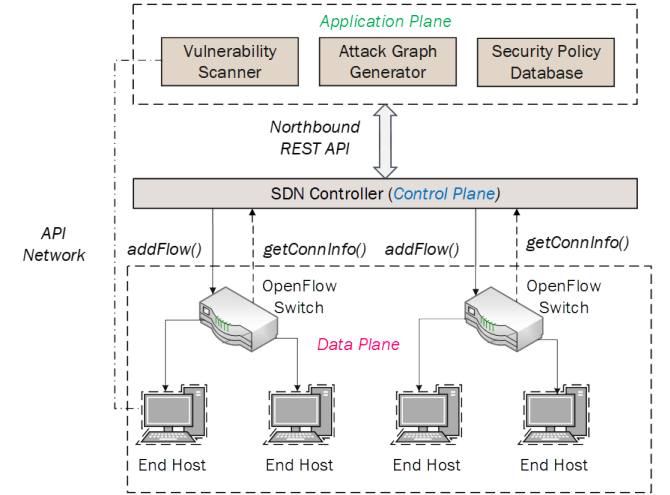 Application Plane
Vulnerability
Scanner
Attack Graph
Generator
Security Policy
Database
Northbound
REST API
SDN Controller (Control Plane)
API
Network
addFlow()
getConnInfo()
addFlow()
getConnInfo()
OpenFlow
Switch
OpenFlow
Switch
Data Plane
End Host
End Host
End Host
End Host